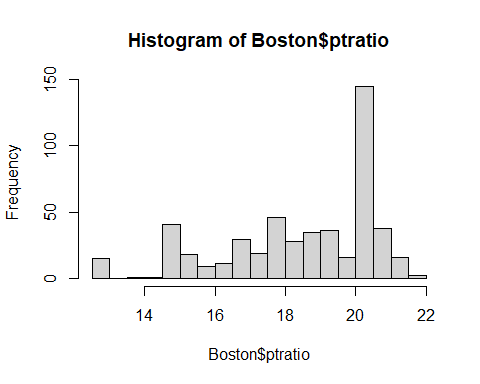 Histogram of Boston$ptratio
Frequency
150
100
50
0
14 16 18 20 22
Boston$ptratio